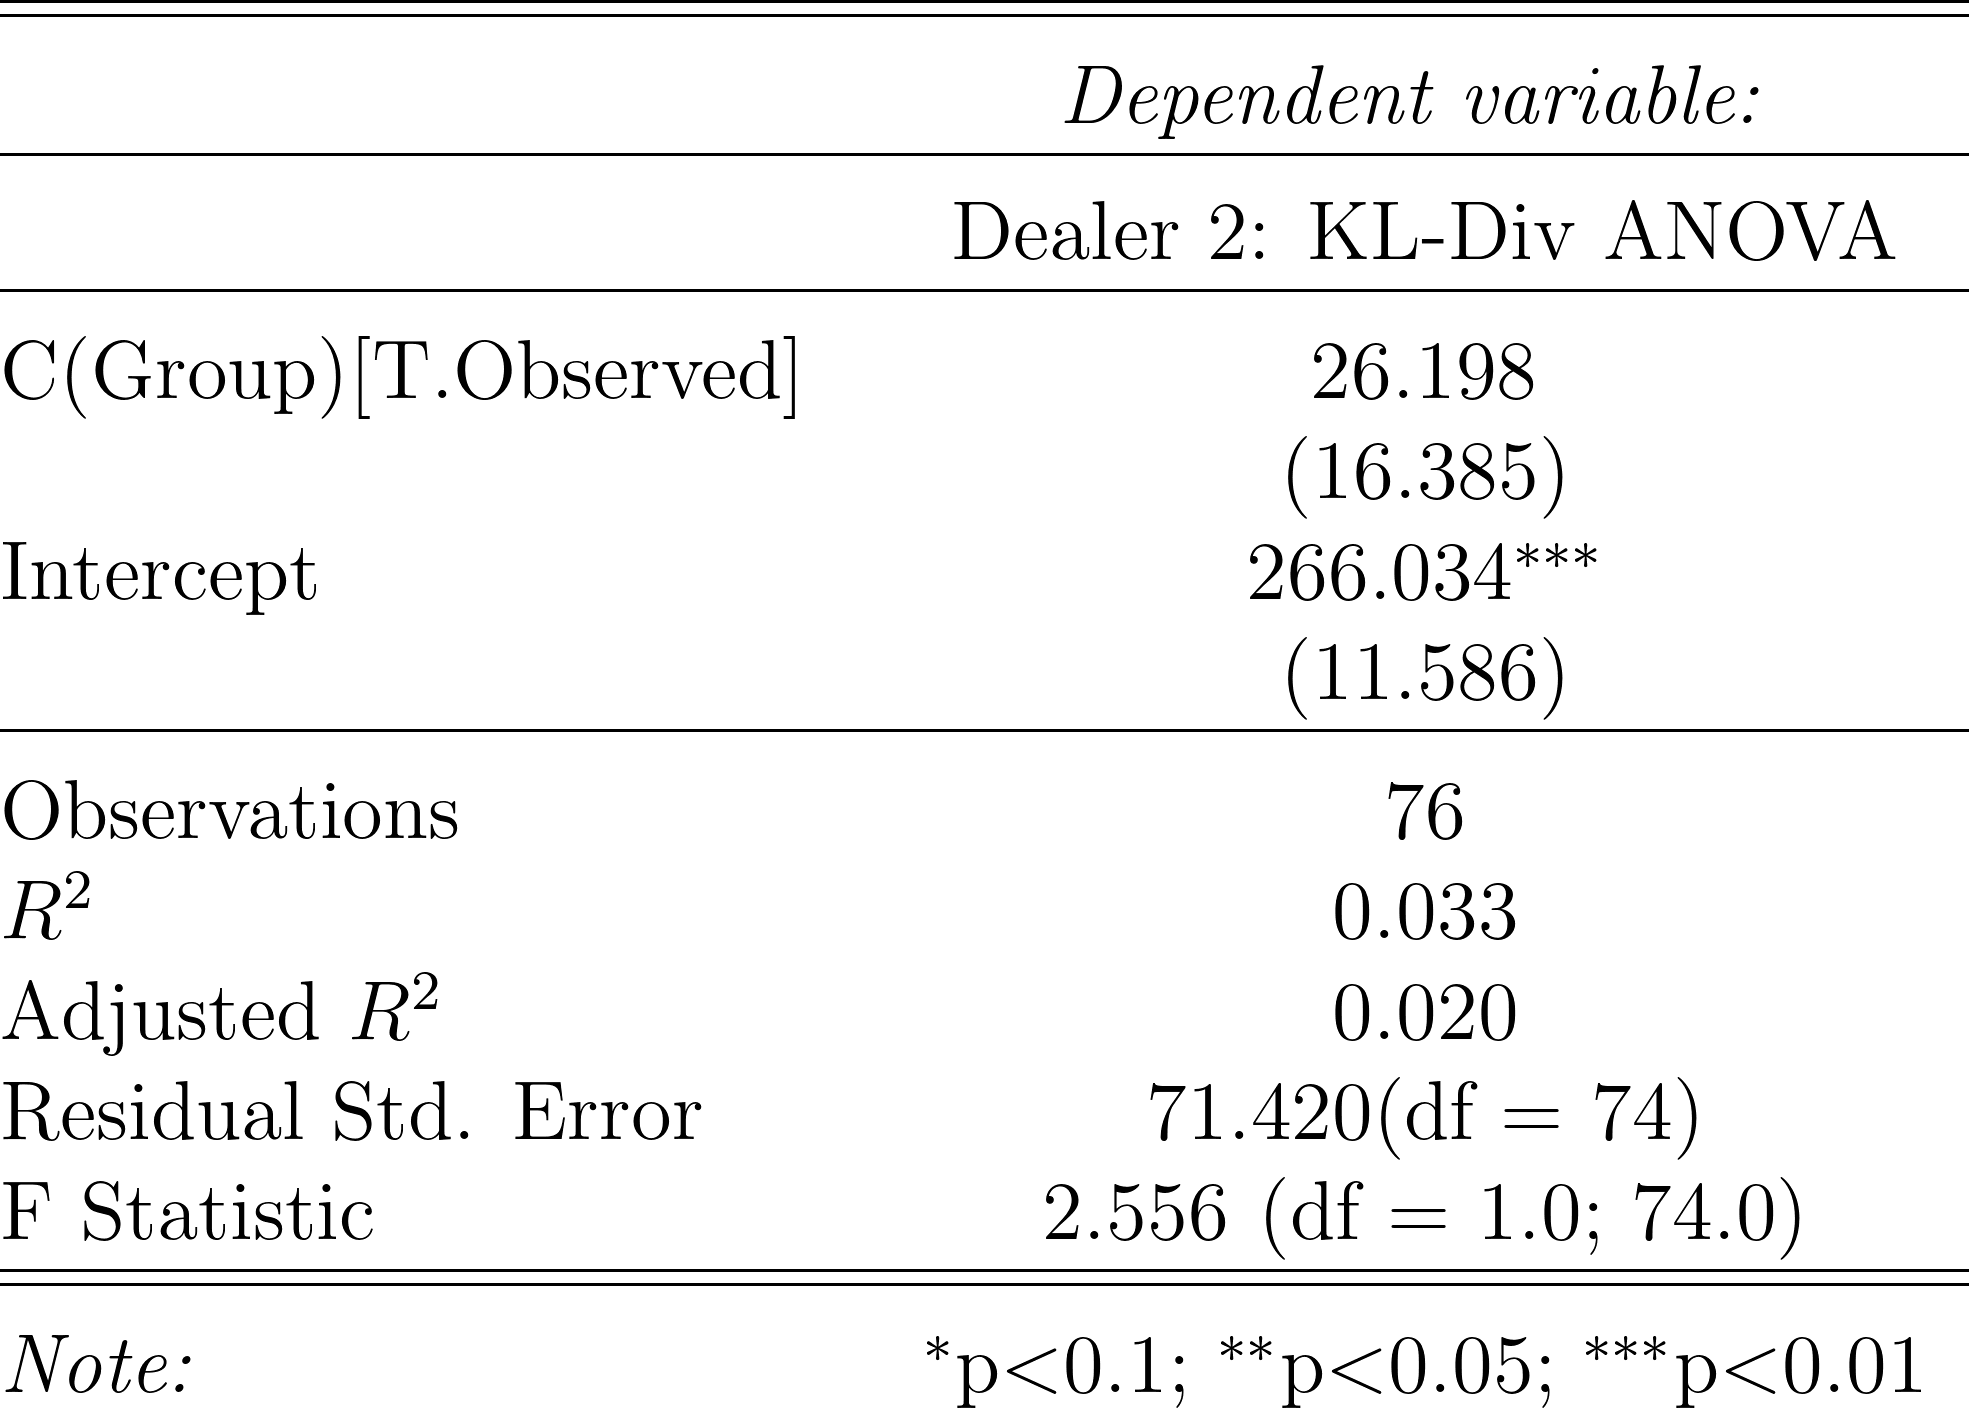 Dependent variable:
Dealer 2: KL-Div ANOVA
C(Group)[T.Observed] 26.198
(16.385)
Intercept 266.034***
(11.586)
Observations 76
R² 0.033
Adjusted R² 0.020
Residual Std. Error 71.420(df = 74)
F Statistic 2.556 (df = 1.0; 74.0)
Note: *p<0.1; **p<0.05; ***p<0.01